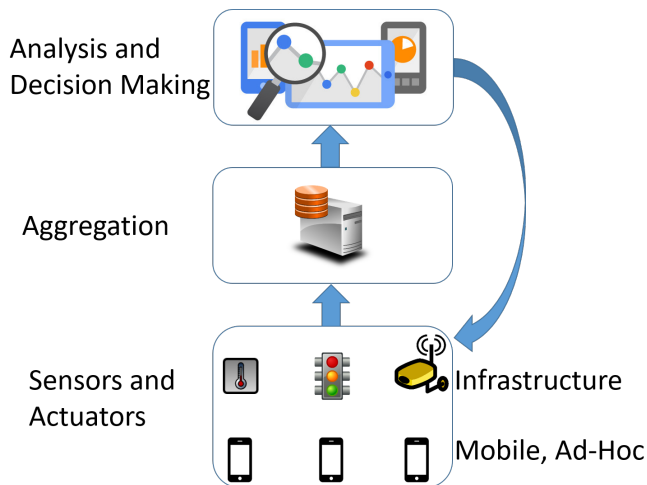 Analysis and
Decision Making
Aggregation
Sensors and
Actuators
Infrastructure
Mobile, Ad-Hoc